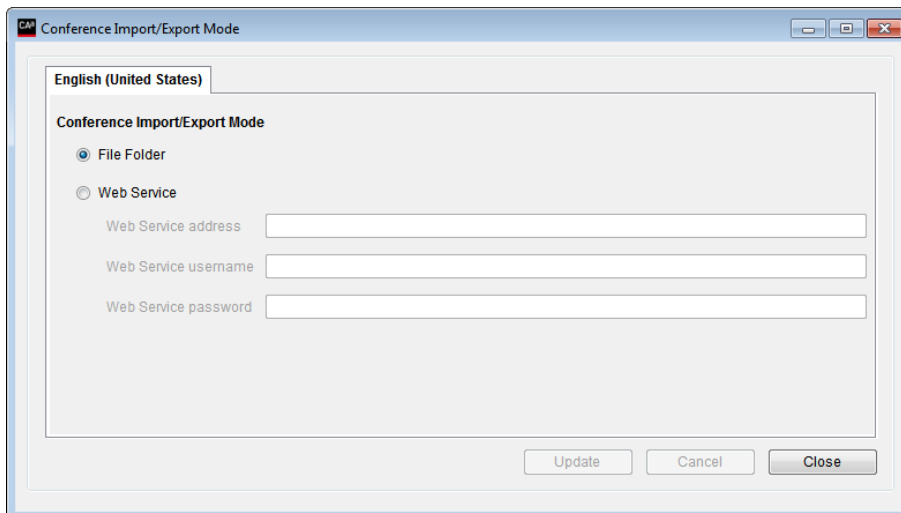 CAa Conference Import/Export Mode
English (United States)
Conference Import/Export Mode
File Folder
Web Service
Web Service address
Web Service username
Web Service password
Update Cancel Close